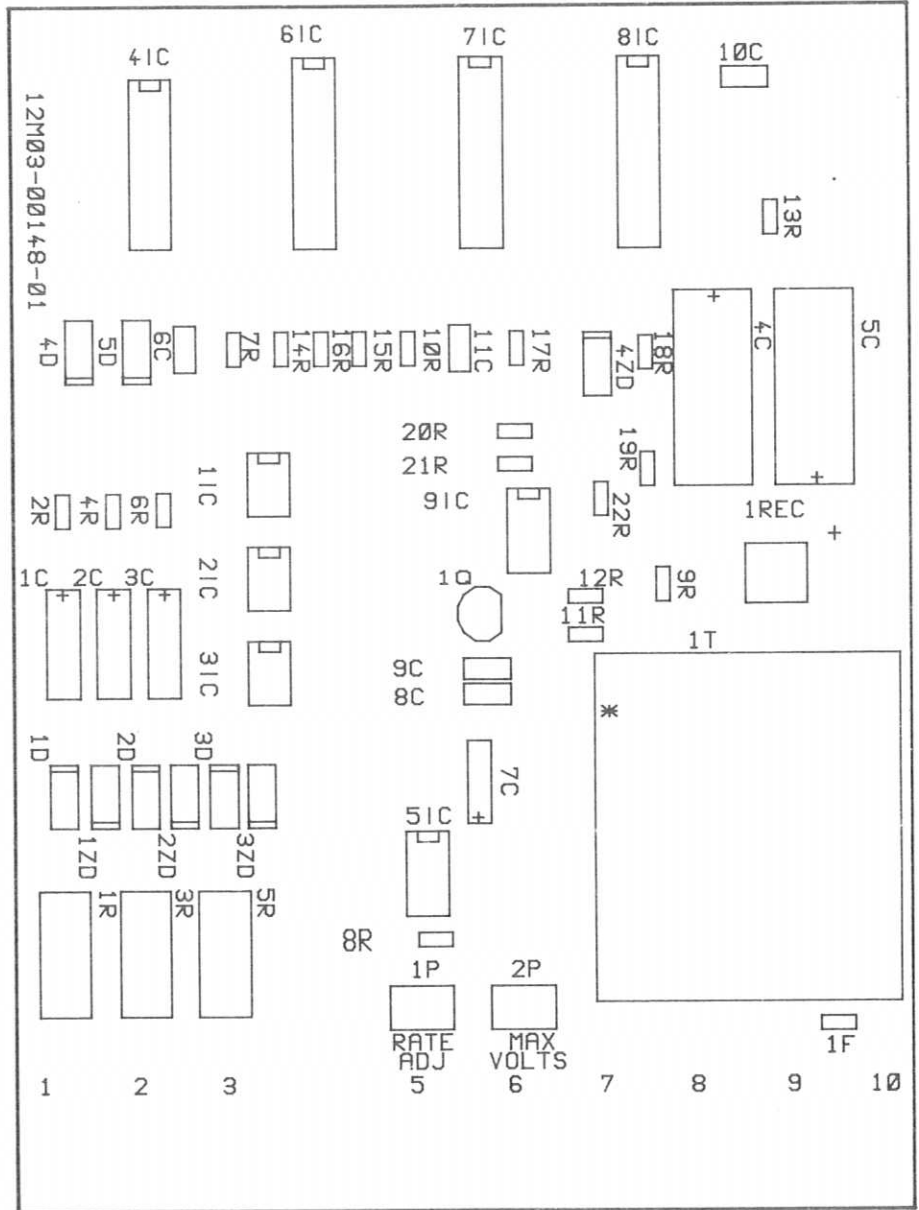 4IC
6IC
7IC
8IC
10C
12M03-00148-01
13R
4D
5D
6C
7R
14R
16R
15R
10R
11C
17R
4ZD
18R
4C
5C
+
+
20R
21R
19R
1IC
9IC
22R
1REC
+
2R
4R
6R
2IC
1Q
12R
9R
1C
2C
3C
+
+
+
11R
1T
3IC
9C
8C
*
1D
2D
3D
7C
+
5IC
1ZD
2ZD
3ZD
1R
3R
5R
8R
1P
2P
RATE
ADJ
MAX
VOLTS
1F
1 2 3 5 6 7 8 9 10